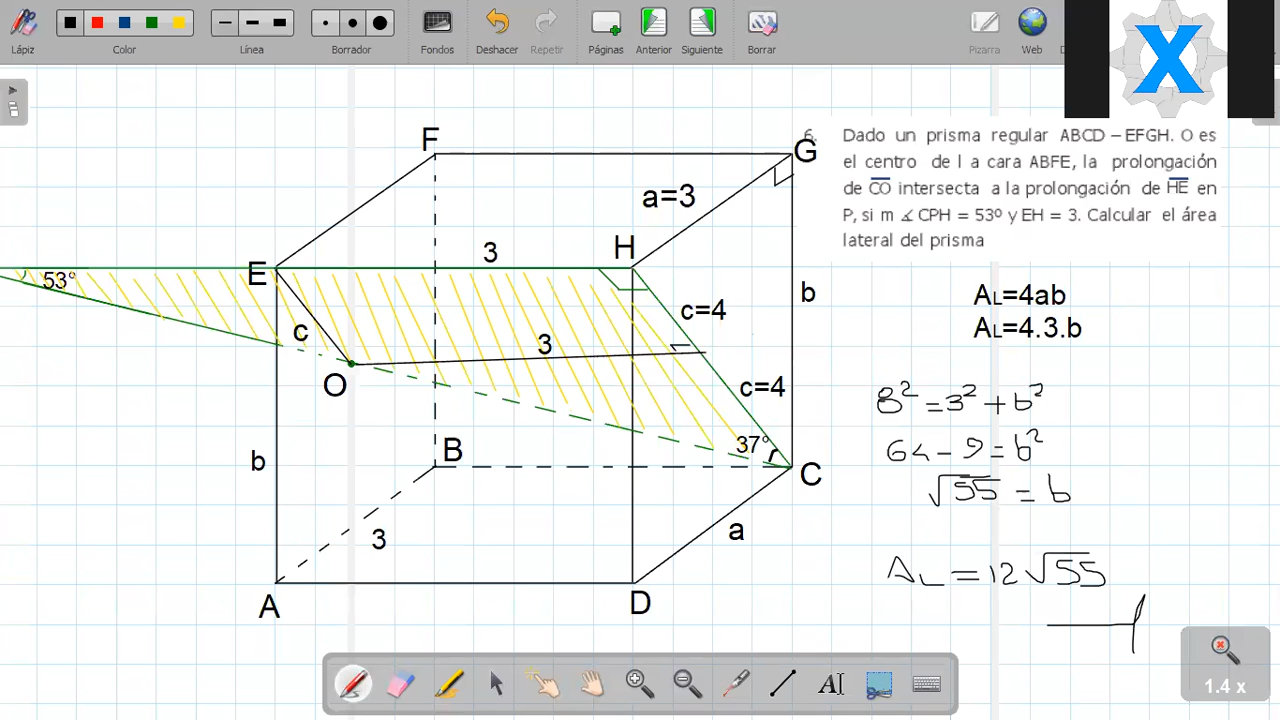 Lápiz
Color
Línea
Borrador
Fondos
Deshacer
Repetir
Páginas
Anterior
Siguiente
Borrar
Pizarra
Web
X
6. Dado un prisma regular ABCD – EFGH. O es
el centro de l a cara ABFE, la prolongación
de CO intersecta a la prolongación de HE en
P, si m ∡ CPH = 53º y EH = 3. Calcular el área
lateral del prisma
F
G
a=3
H
3
E
53°
c
c=4
b
3
O
c=4
37°
B
C
b
3
a
A
D
AL=4ab
AL=4.3.b
8² = 3² + b²
64 - 9 = b²
√55 = b
AL = 12√55
1.4 x